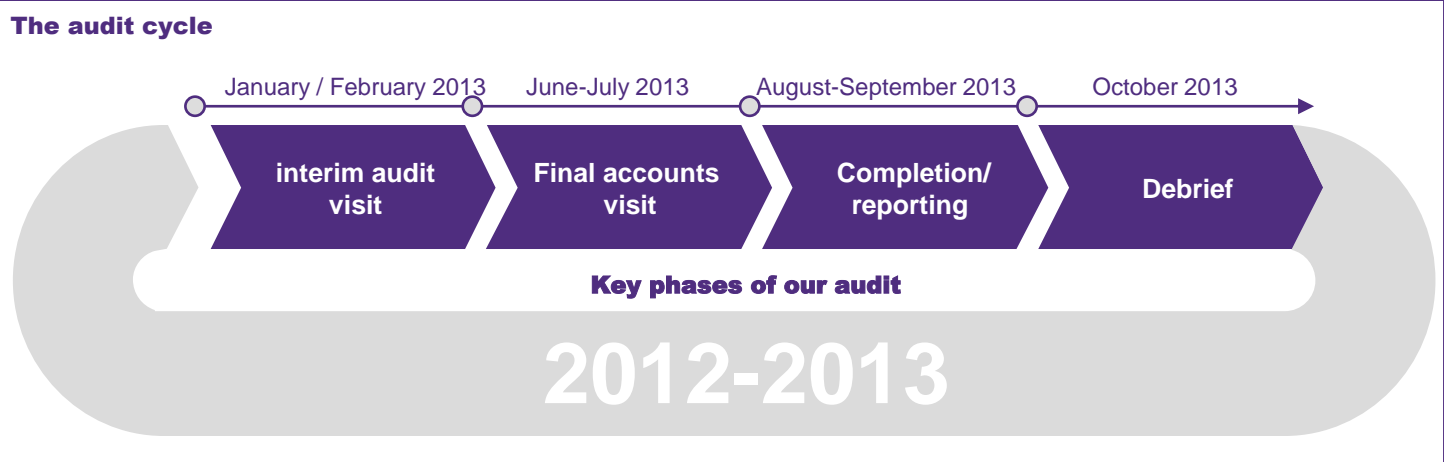 The audit cycle
January / February 2013
June-July 2013
August-September 2013
October 2013
interim audit
visit
Final accounts
visit
Completion/
reporting
Debrief
Key phases of our audit
2012-2013